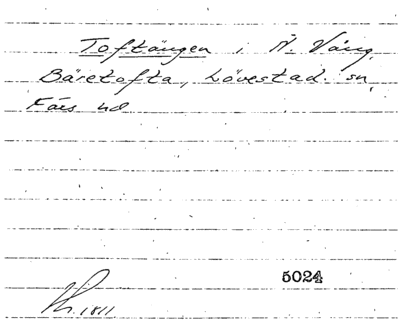 Toftängen i N. Vång,
Bäretofta, Lövestad sn,
Färs hd
5024
1811